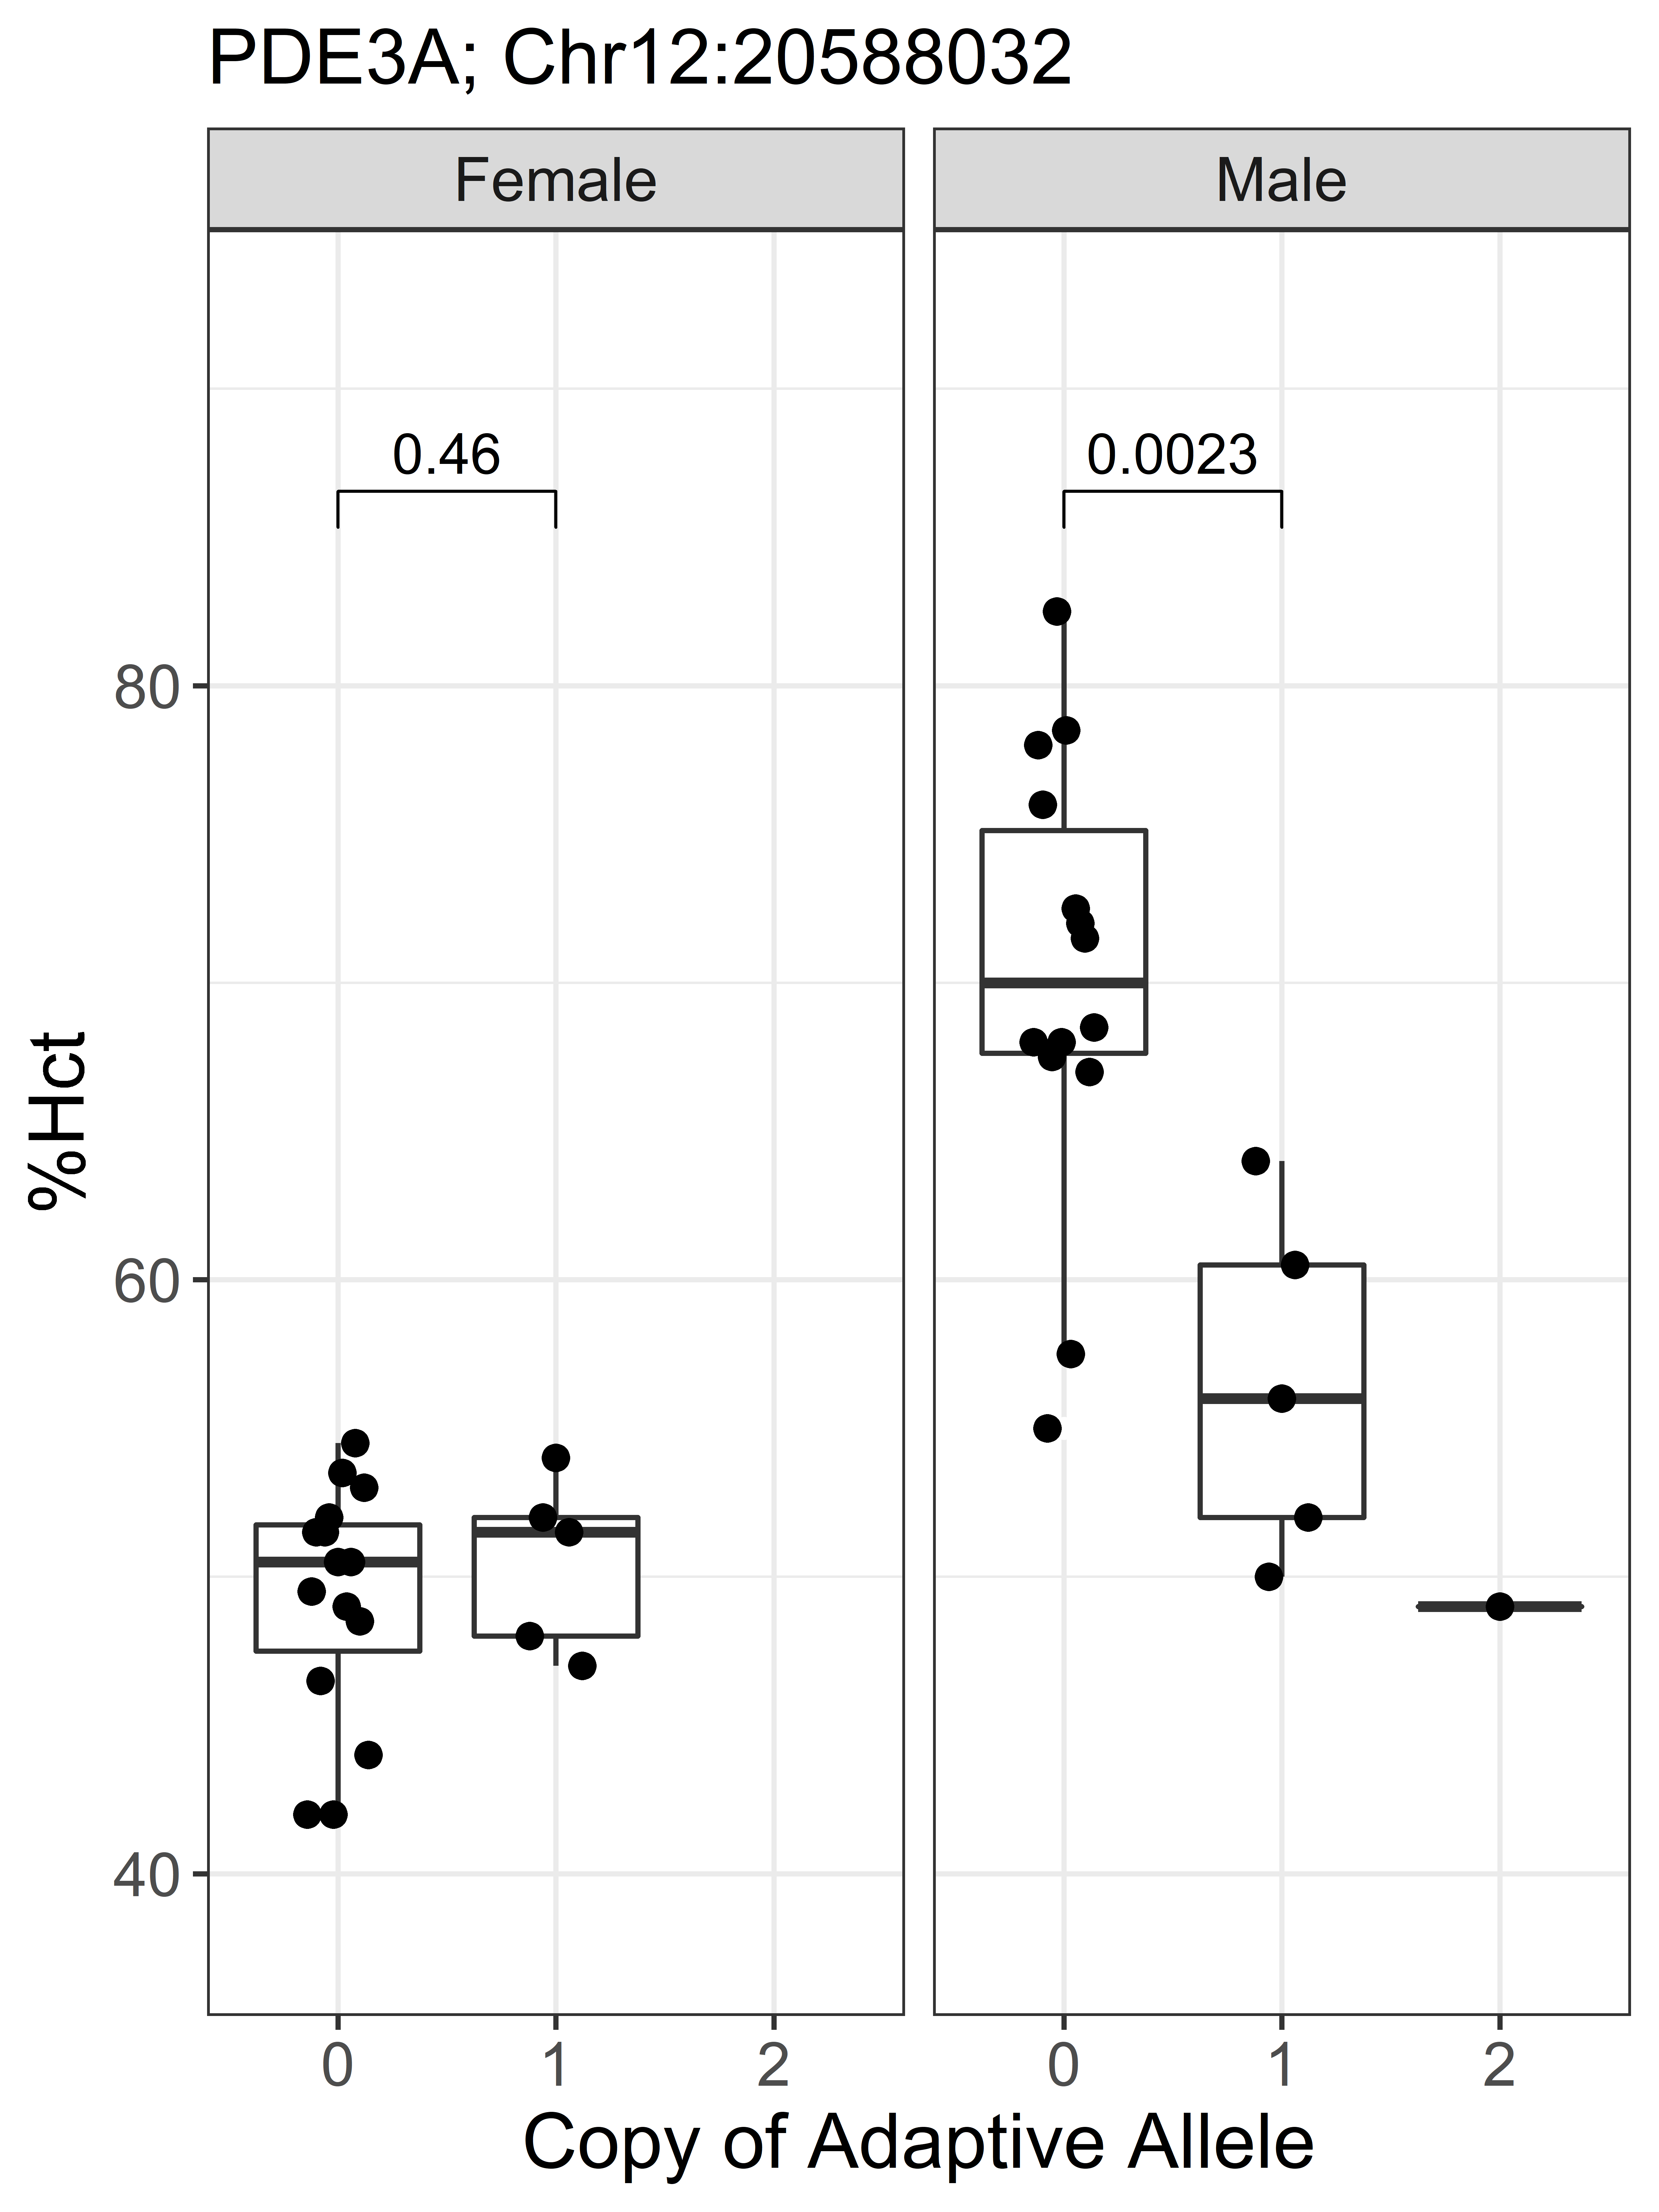 PDE3A; Chr12:20588032
Female
Male
0.46
0.0023
%Hct
80
60
40
0 1 2
0 1 2
Copy of Adaptive Allele